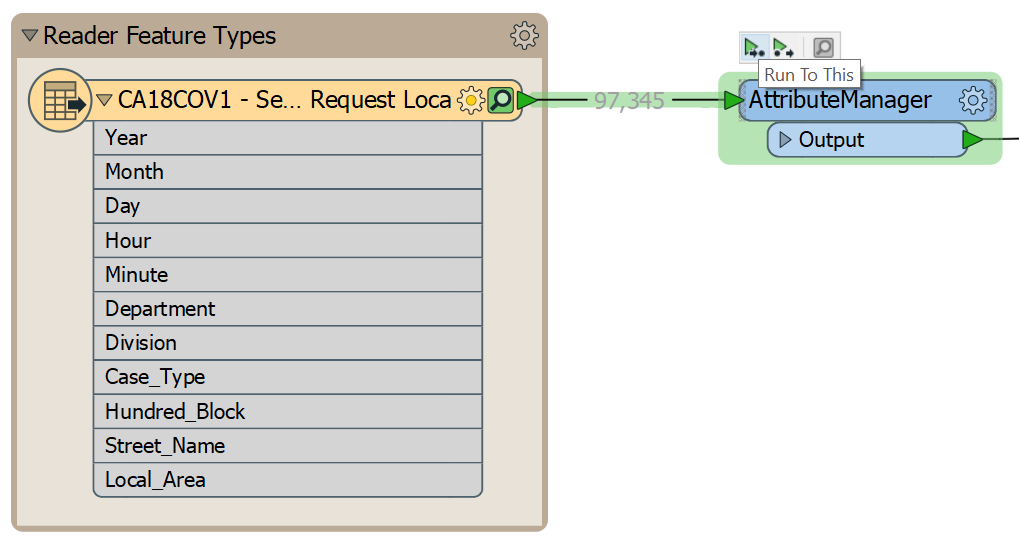 Reader Feature Types
CA18COV1 - Se... Request Loca
Year
Month
Day
Hour
Minute
Department
Division
Case_Type
Hundred_Block
Street_Name
Local_Area
97,345
Run To This
AttributeManager
Output